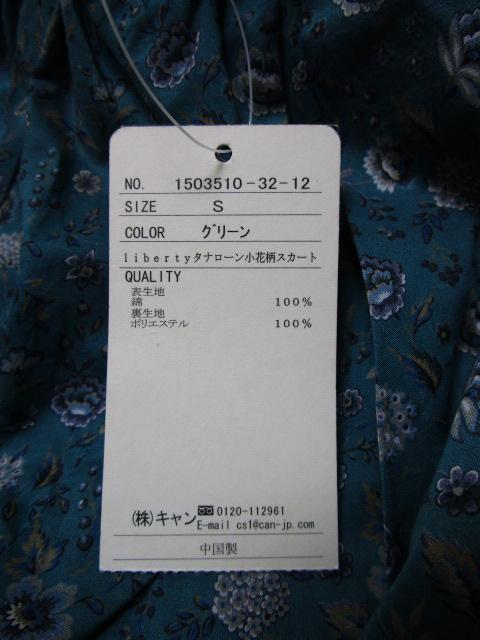 NO. 1503510-32-12
SIZE S
COLOR グリーン
libertyタナローン小花柄スカート
QUALITY
表生地
綿 100%
裏生地
ポリエステル 100%
(株)キャン 0120-112961
E-mail cs1@can-jp.com
中国製